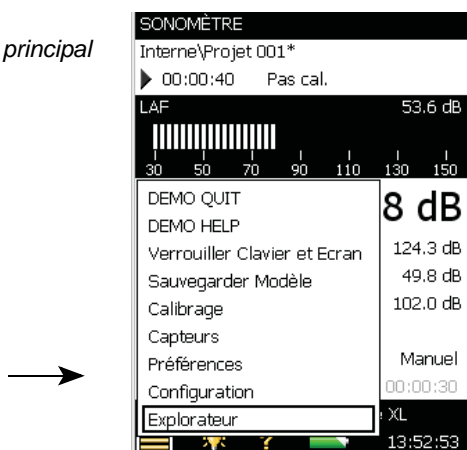 SONOMÈTRE
principal
Interne\Projet 001*
00:00:40 Pas cal.
LAF 53.6 dB
30 50 70 90 110 130 150
DEMO QUIT
8 dB
DEMO HELP
Verrouiller Clavier et Ecran 124.3 dB
Sauvegarder Modèle 49.8 dB
Calibrage 102.0 dB
Capteurs
Préférences Manuel
Configuration 00:00:30
Explorateur XL
? 13:52:53